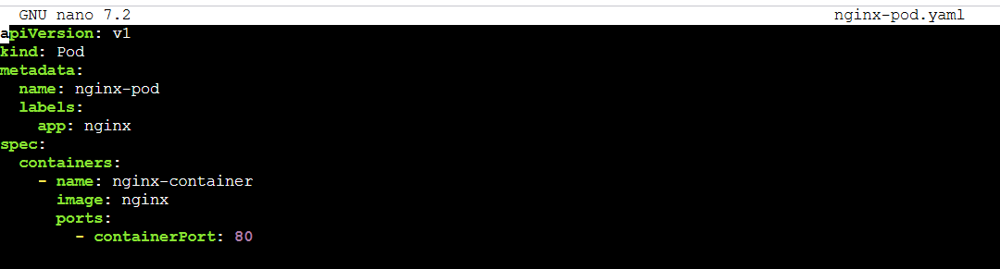 GNU nano 7.2 nginx-pod.yaml
apiVersion: v1
kind: Pod
metadata:
  name: nginx-pod
  labels:
    app: nginx
spec:
  containers:
    - name: nginx-container
      image: nginx
      ports:
        - containerPort: 80